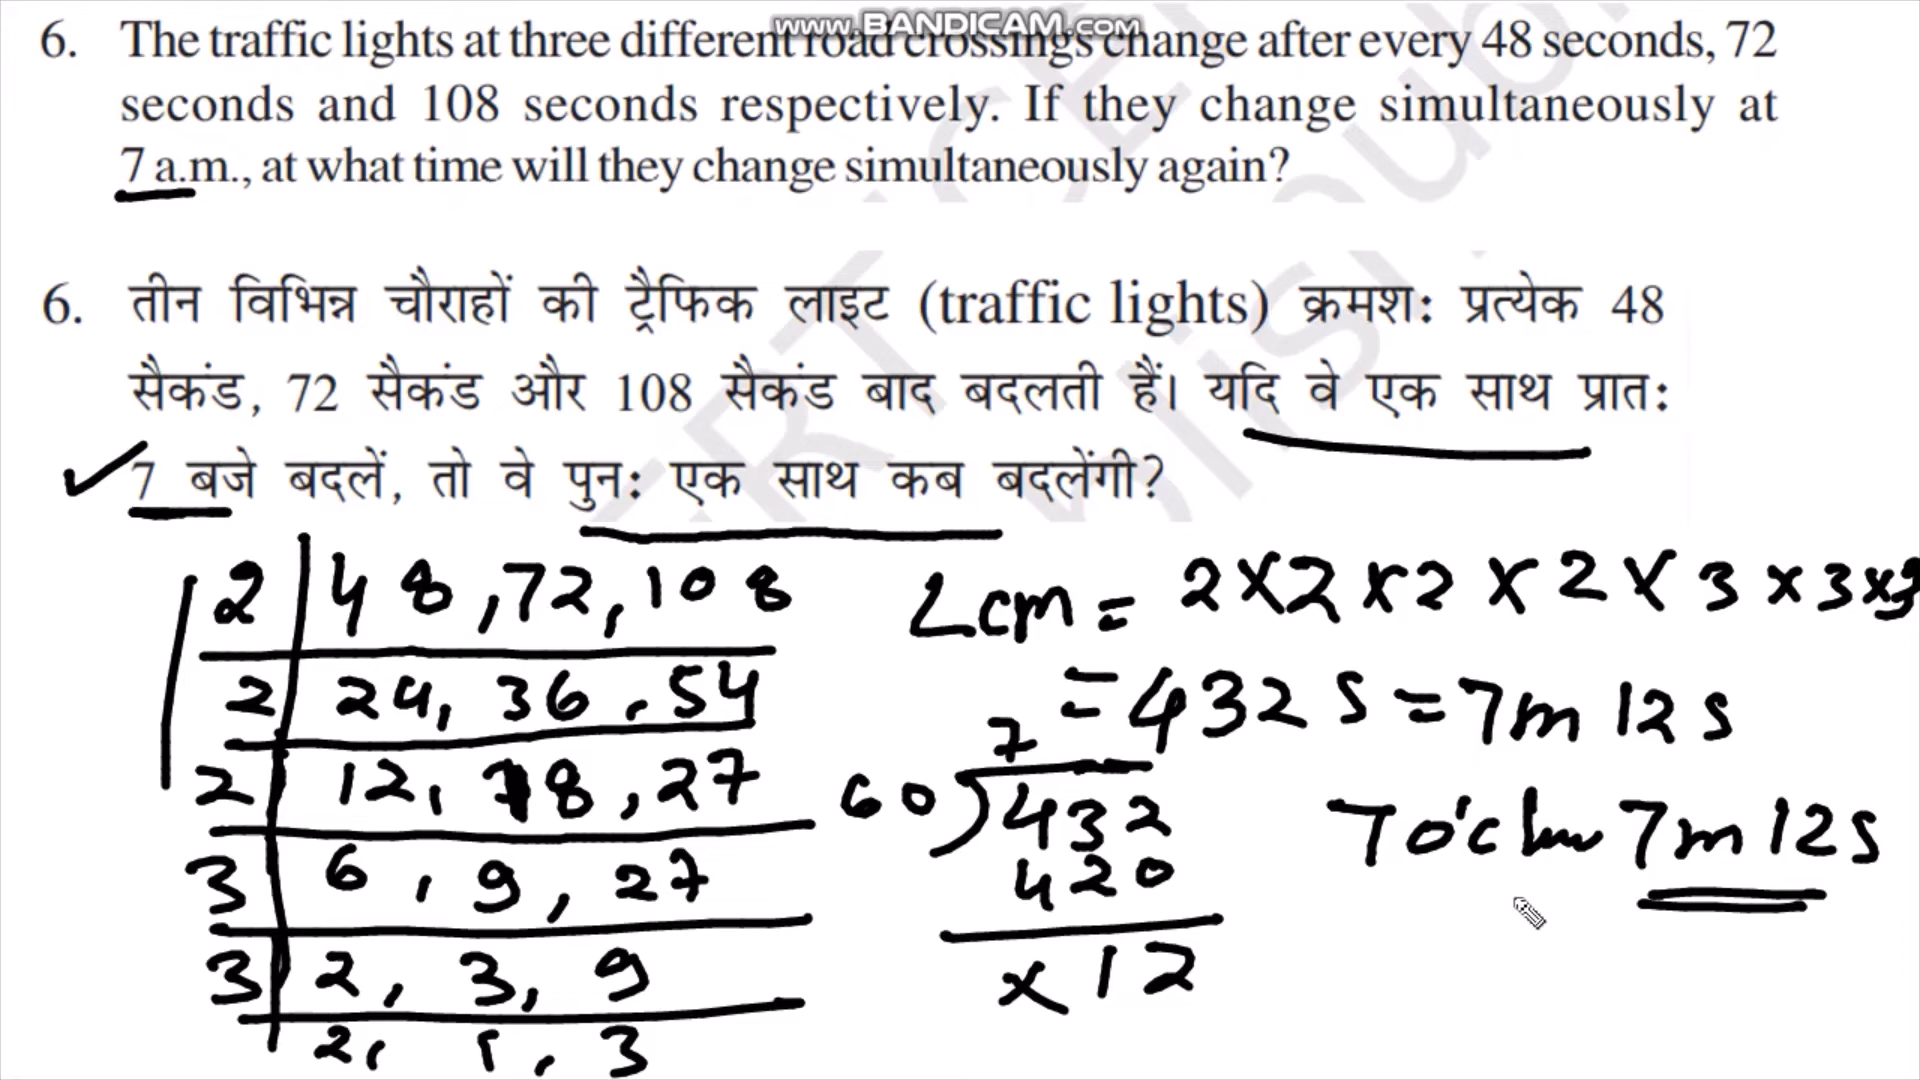 www.BANDICAM.com
6. The traffic lights at three different road crossings change after every 48 seconds, 72
seconds and 108 seconds respectively. If they change simultaneously at
7 a.m., at what time will they change simultaneously again?
6. तीन विभिन्न चौराहों की ट्रैफिक लाइट (traffic lights) क्रमश: प्रत्येक 48
सैकंड, 72 सैकंड और 108 सैकंड बाद बदलती हैं। यदि वे एक साथ प्रात:
7 बजे बदलें, तो वे पुन: एक साथ कब बदलेंगी?
2 | 48, 72, 108
2 | 24, 36, 54
2 | 12, 18, 27
3 | 6, 9, 27
3 | 2, 3, 9
2, 1, 3
Lcm = 2 × 2 × 2 × 2 × 3 × 3 × 3
= 432 s = 7m 12s
7
60)432
420
× 12
7 o'c 7m 12s